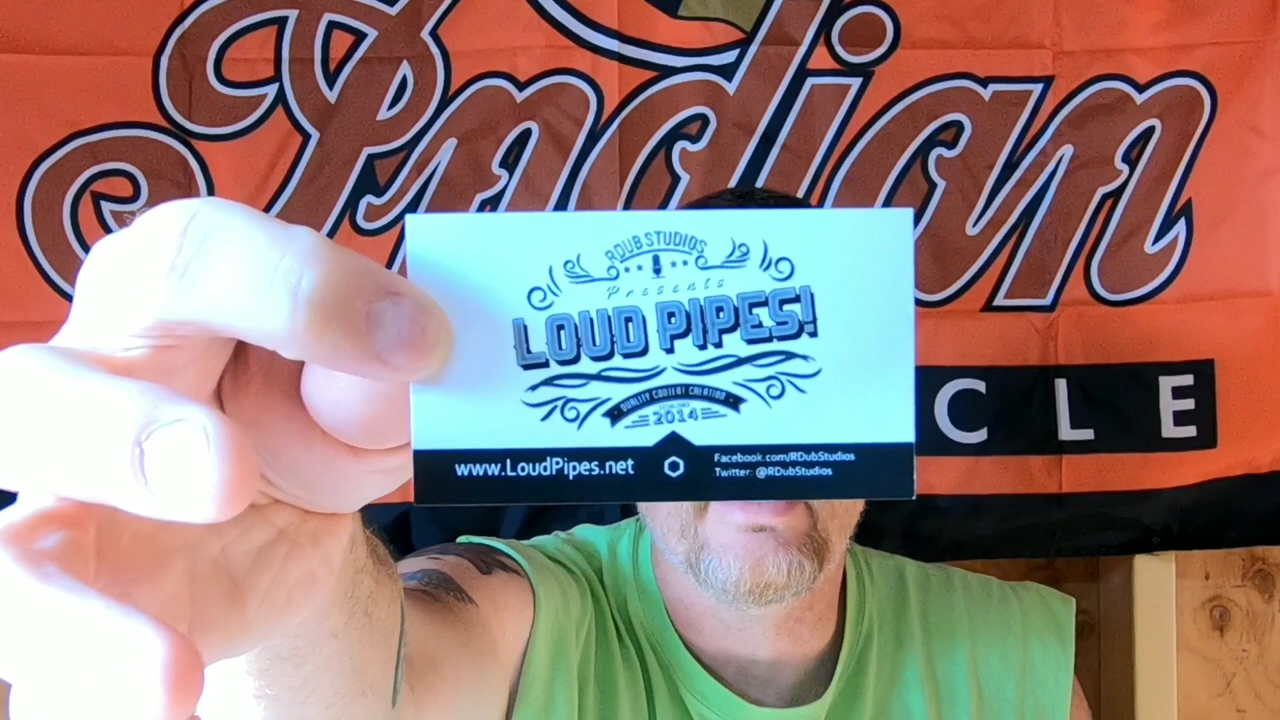 Indian
CLE
RDUB STUDIOS
Presents
LOUD PIPES!
QUALITY CONTENT CREATION
ESTABLISHED
2014
www.LoudPipes.net
Facebook.com/RDubStudios
Twitter: @RDubStudios